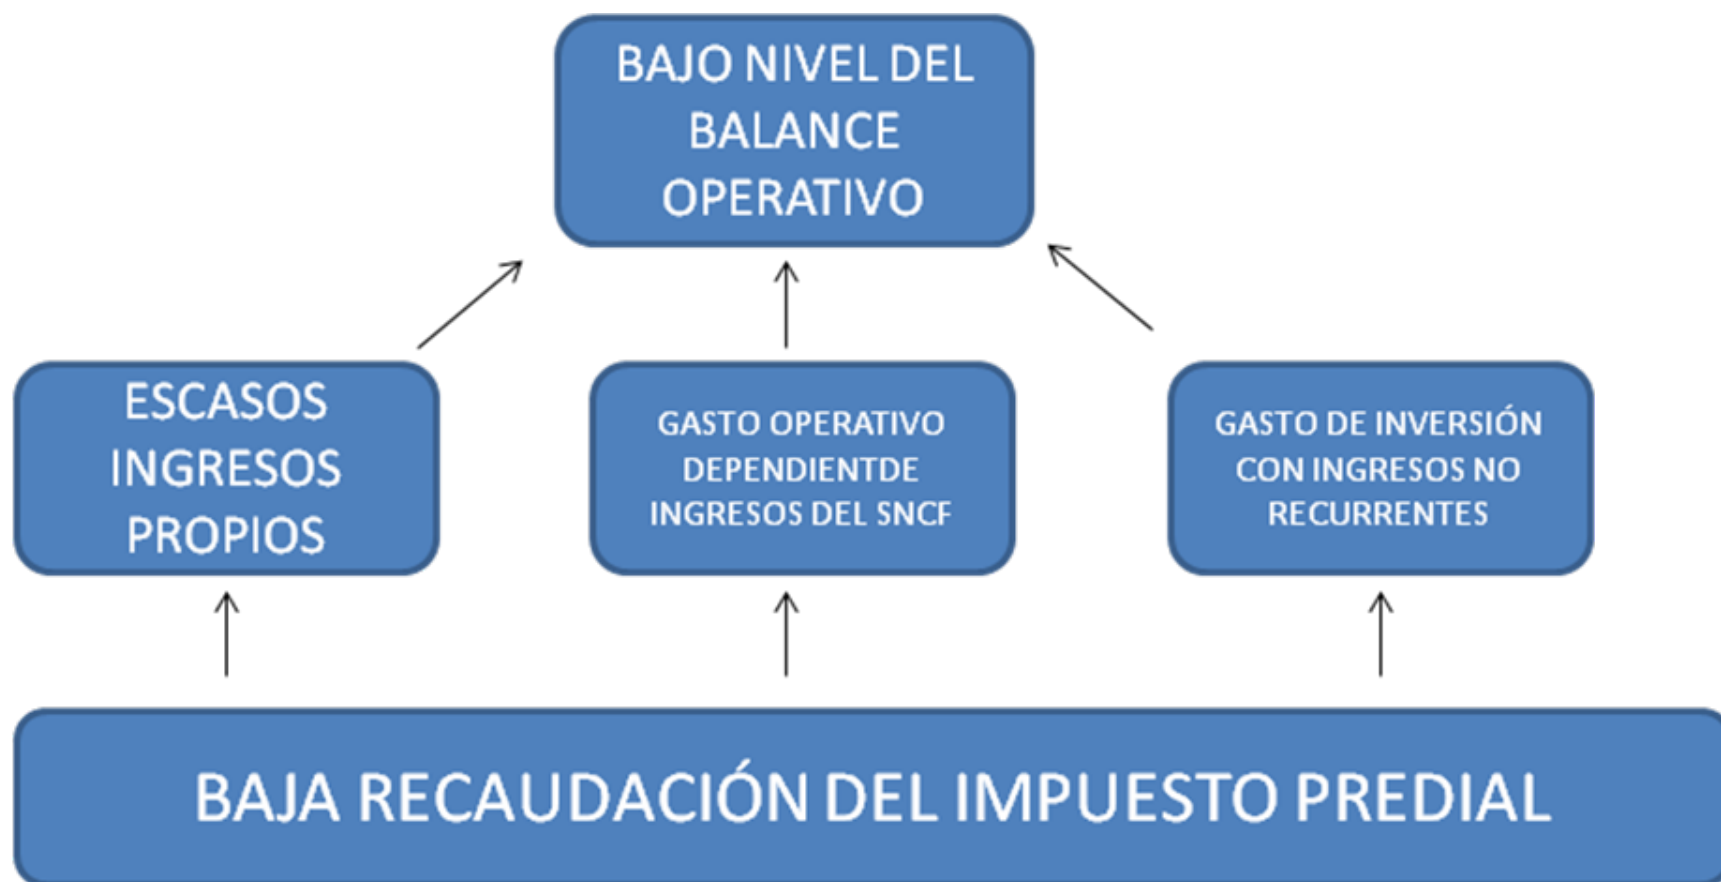 BAJO NIVEL DEL
BALANCE
OPERATIVO
ESCASOS
INGRESOS
PROPIOS
GASTO OPERATIVO
DEPENDIENTDE
INGRESOS DEL SNCF
GASTO DE INVERSIÓN
CON INGRESOS NO
RECURRENTES
BAJA RECAUDACIÓN DEL IMPUESTO PREDIAL